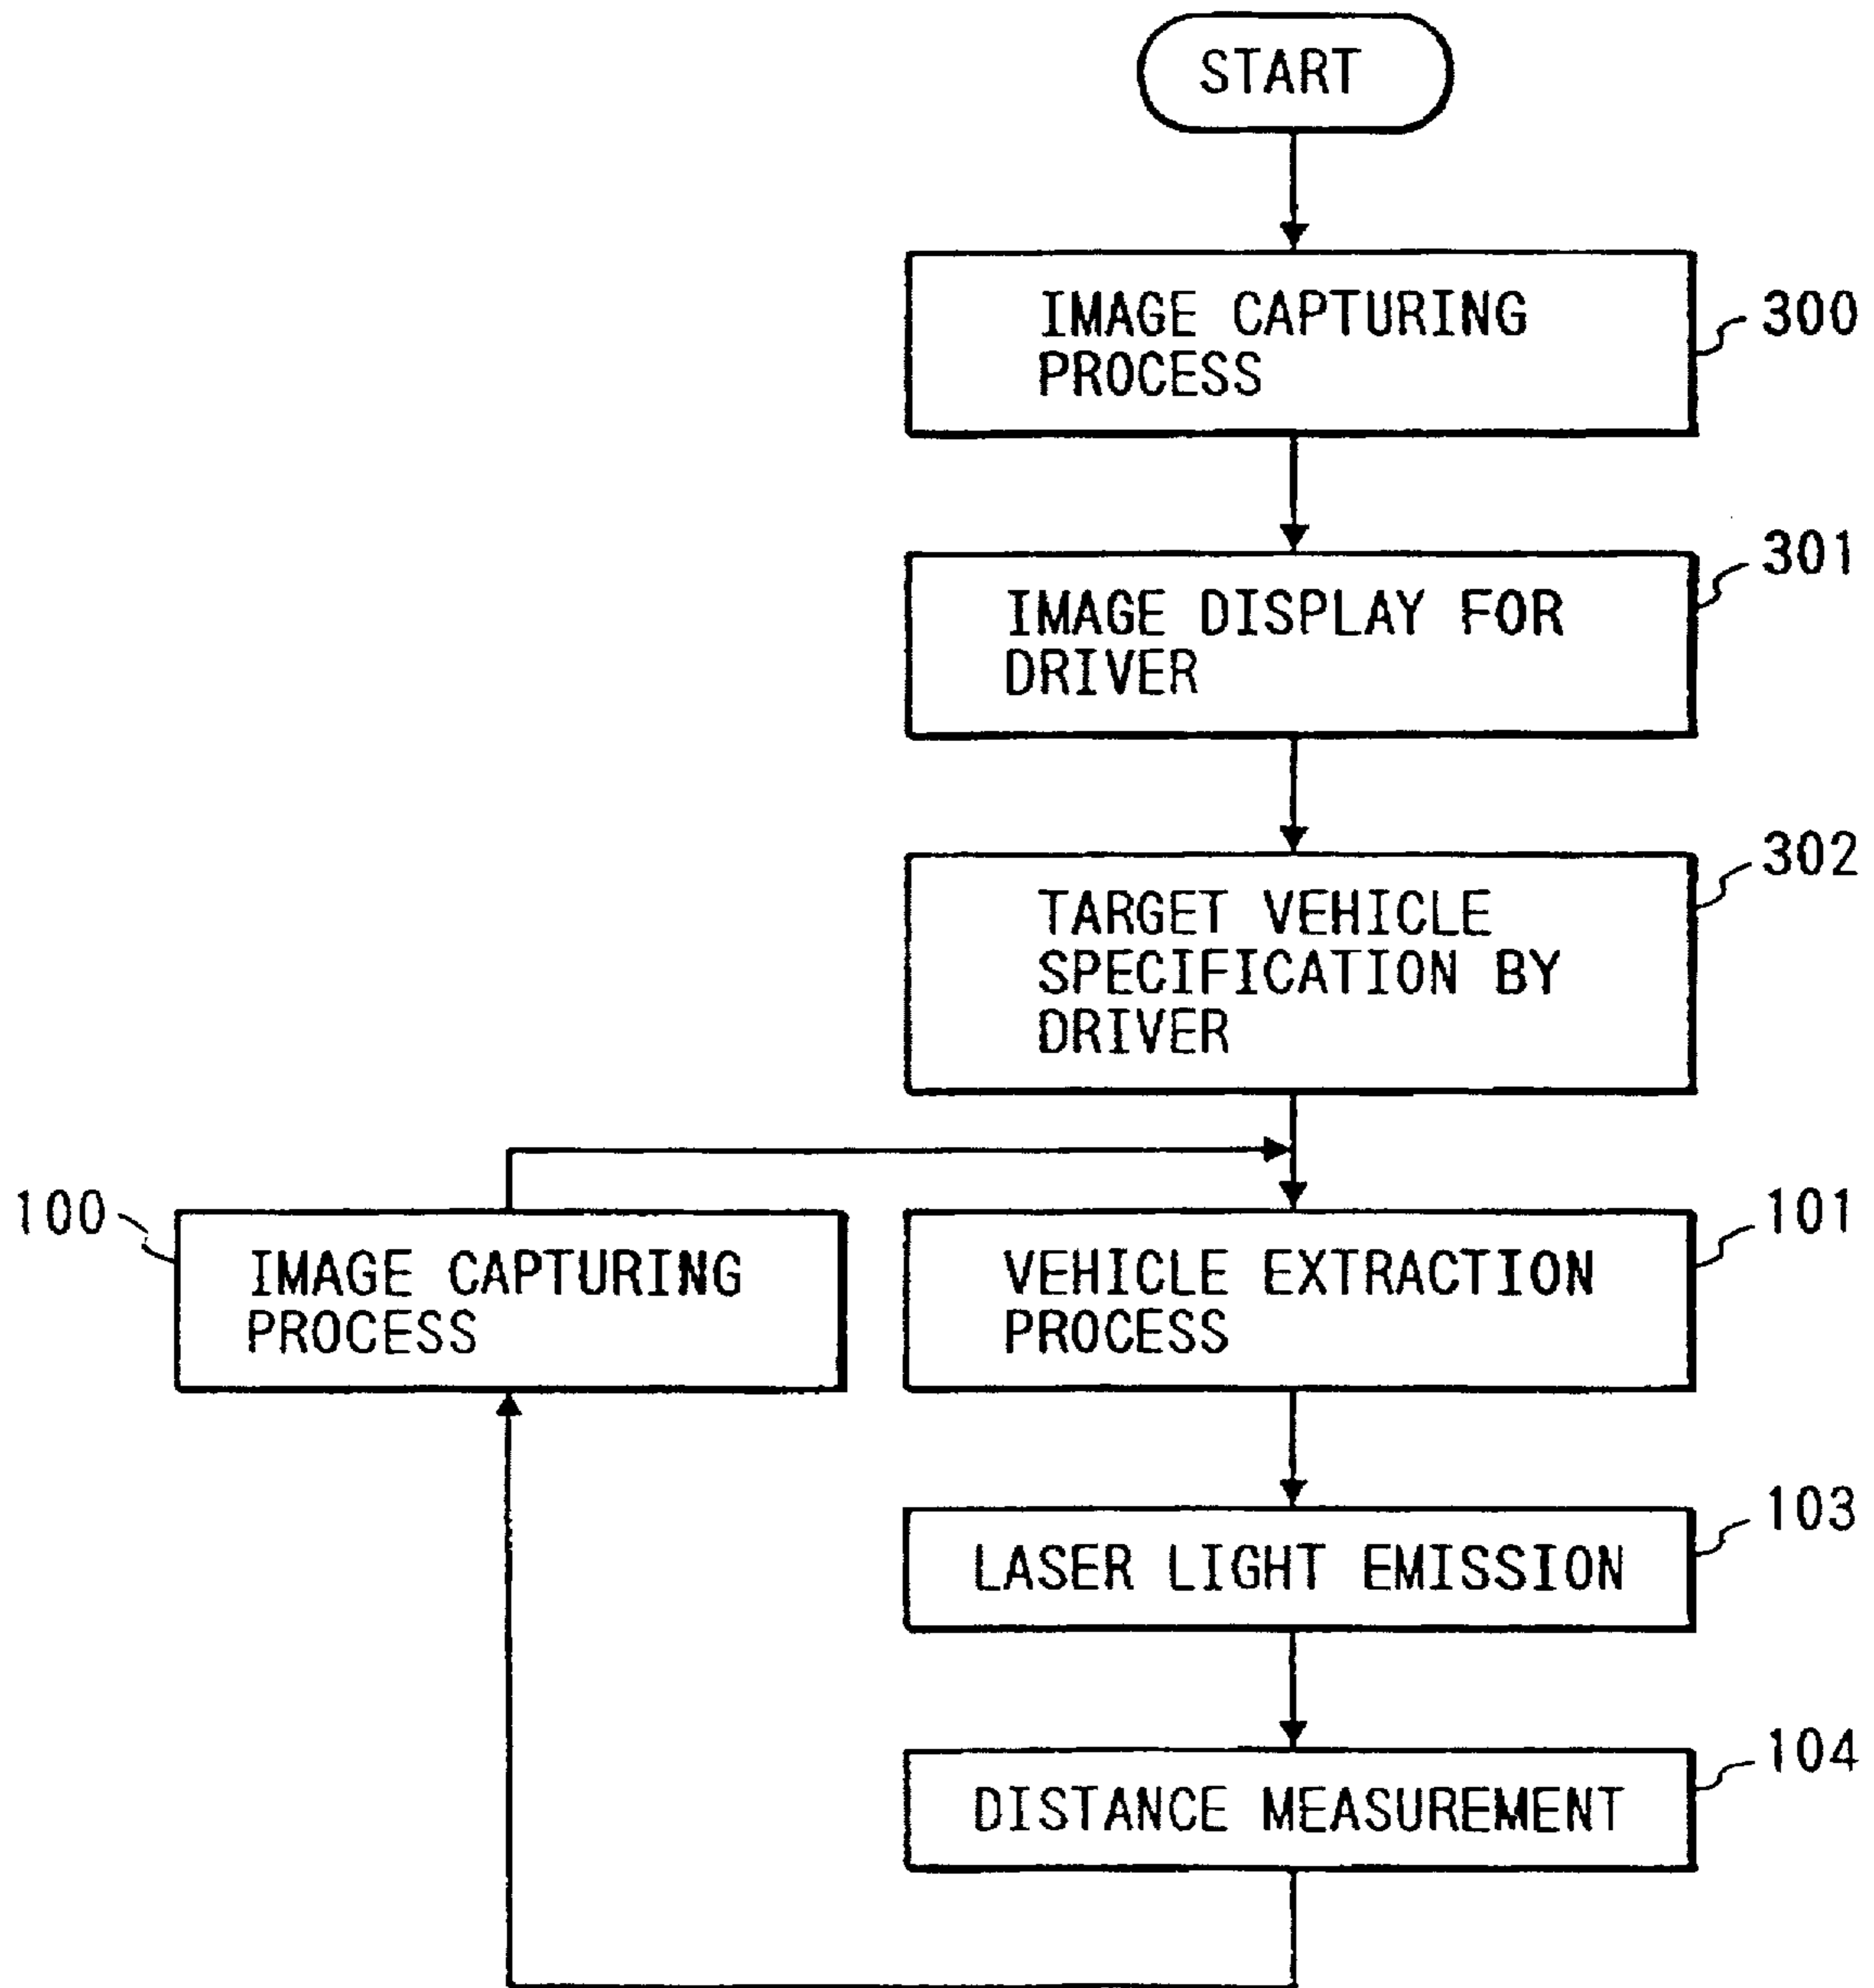 START
IMAGE CAPTURING
PROCESS
300
IMAGE DISPLAY FOR
DRIVER
301
TARGET VEHICLE
SPECIFICATION BY
DRIVER
302
100
IMAGE CAPTURING
PROCESS
VEHICLE EXTRACTION
PROCESS
101
LASER LIGHT EMISSION
103
DISTANCE MEASUREMENT
104